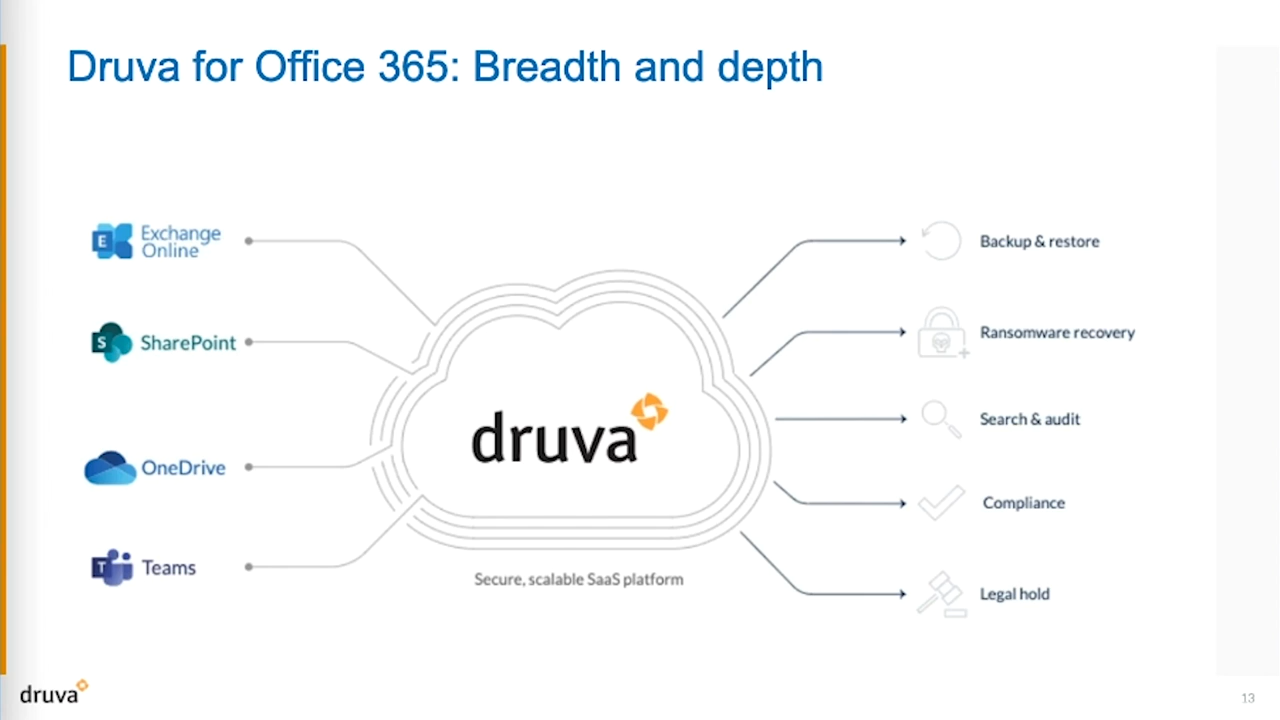 Druva for Office 365: Breadth and depth
E
Exchange
Online
S
SharePoint
OneDrive
T
Teams
druva
Secure, scalable SaaS platform
Backup & restore
Ransomware recovery
Search & audit
Compliance
Legal hold
druva
13